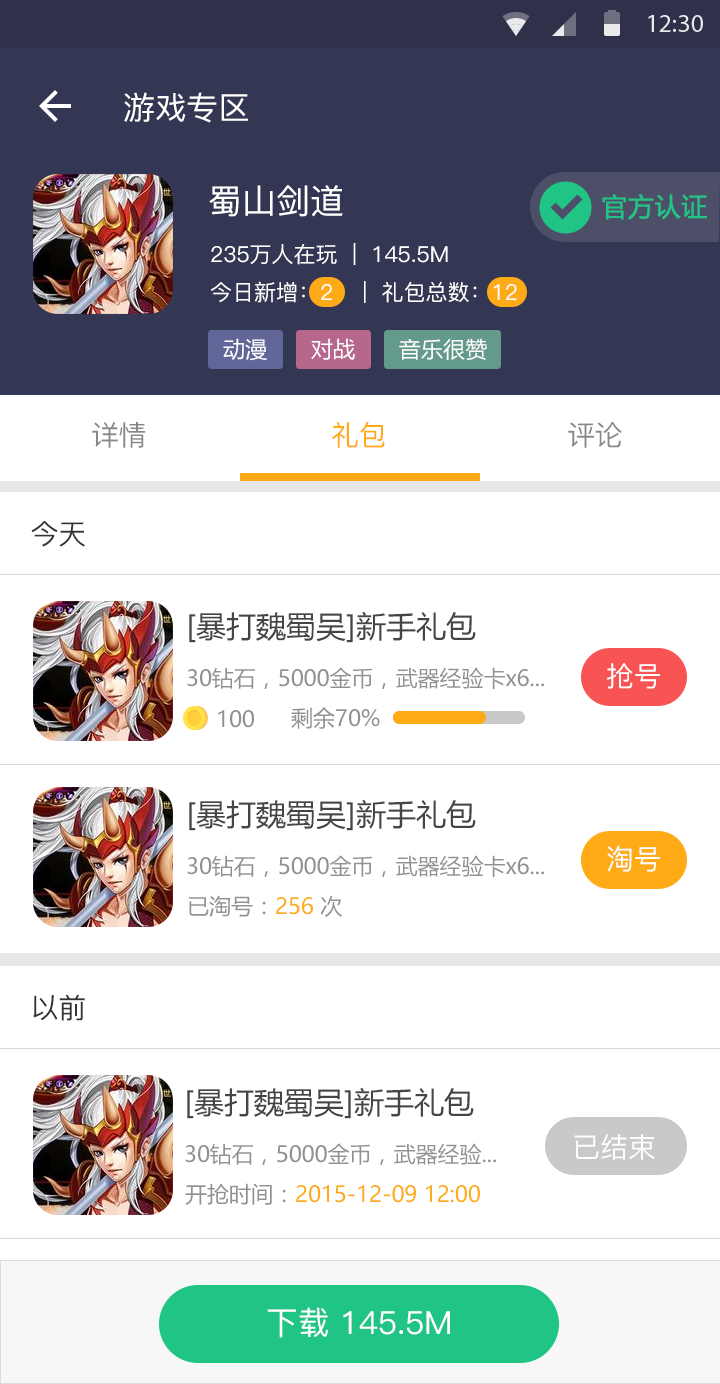 12:30
游戏专区
蜀山剑道
官方认证
235万人在玩 | 145.5M
今日新增: 2 | 礼包总数: 12
动漫 对战 音乐很赞
详情 礼包 评论
今天
[暴打魏蜀吴]新手礼包
30钻石，5000金币，武器经验卡x6...
100 剩余70%
抢号
[暴打魏蜀吴]新手礼包
30钻石，5000金币，武器经验卡x6...
已淘号：256 次
淘号
以前
[暴打魏蜀吴]新手礼包
30钻石，5000金币，武器经验...
开抢时间：2015-12-09 12:00
已结束
下载 145.5M